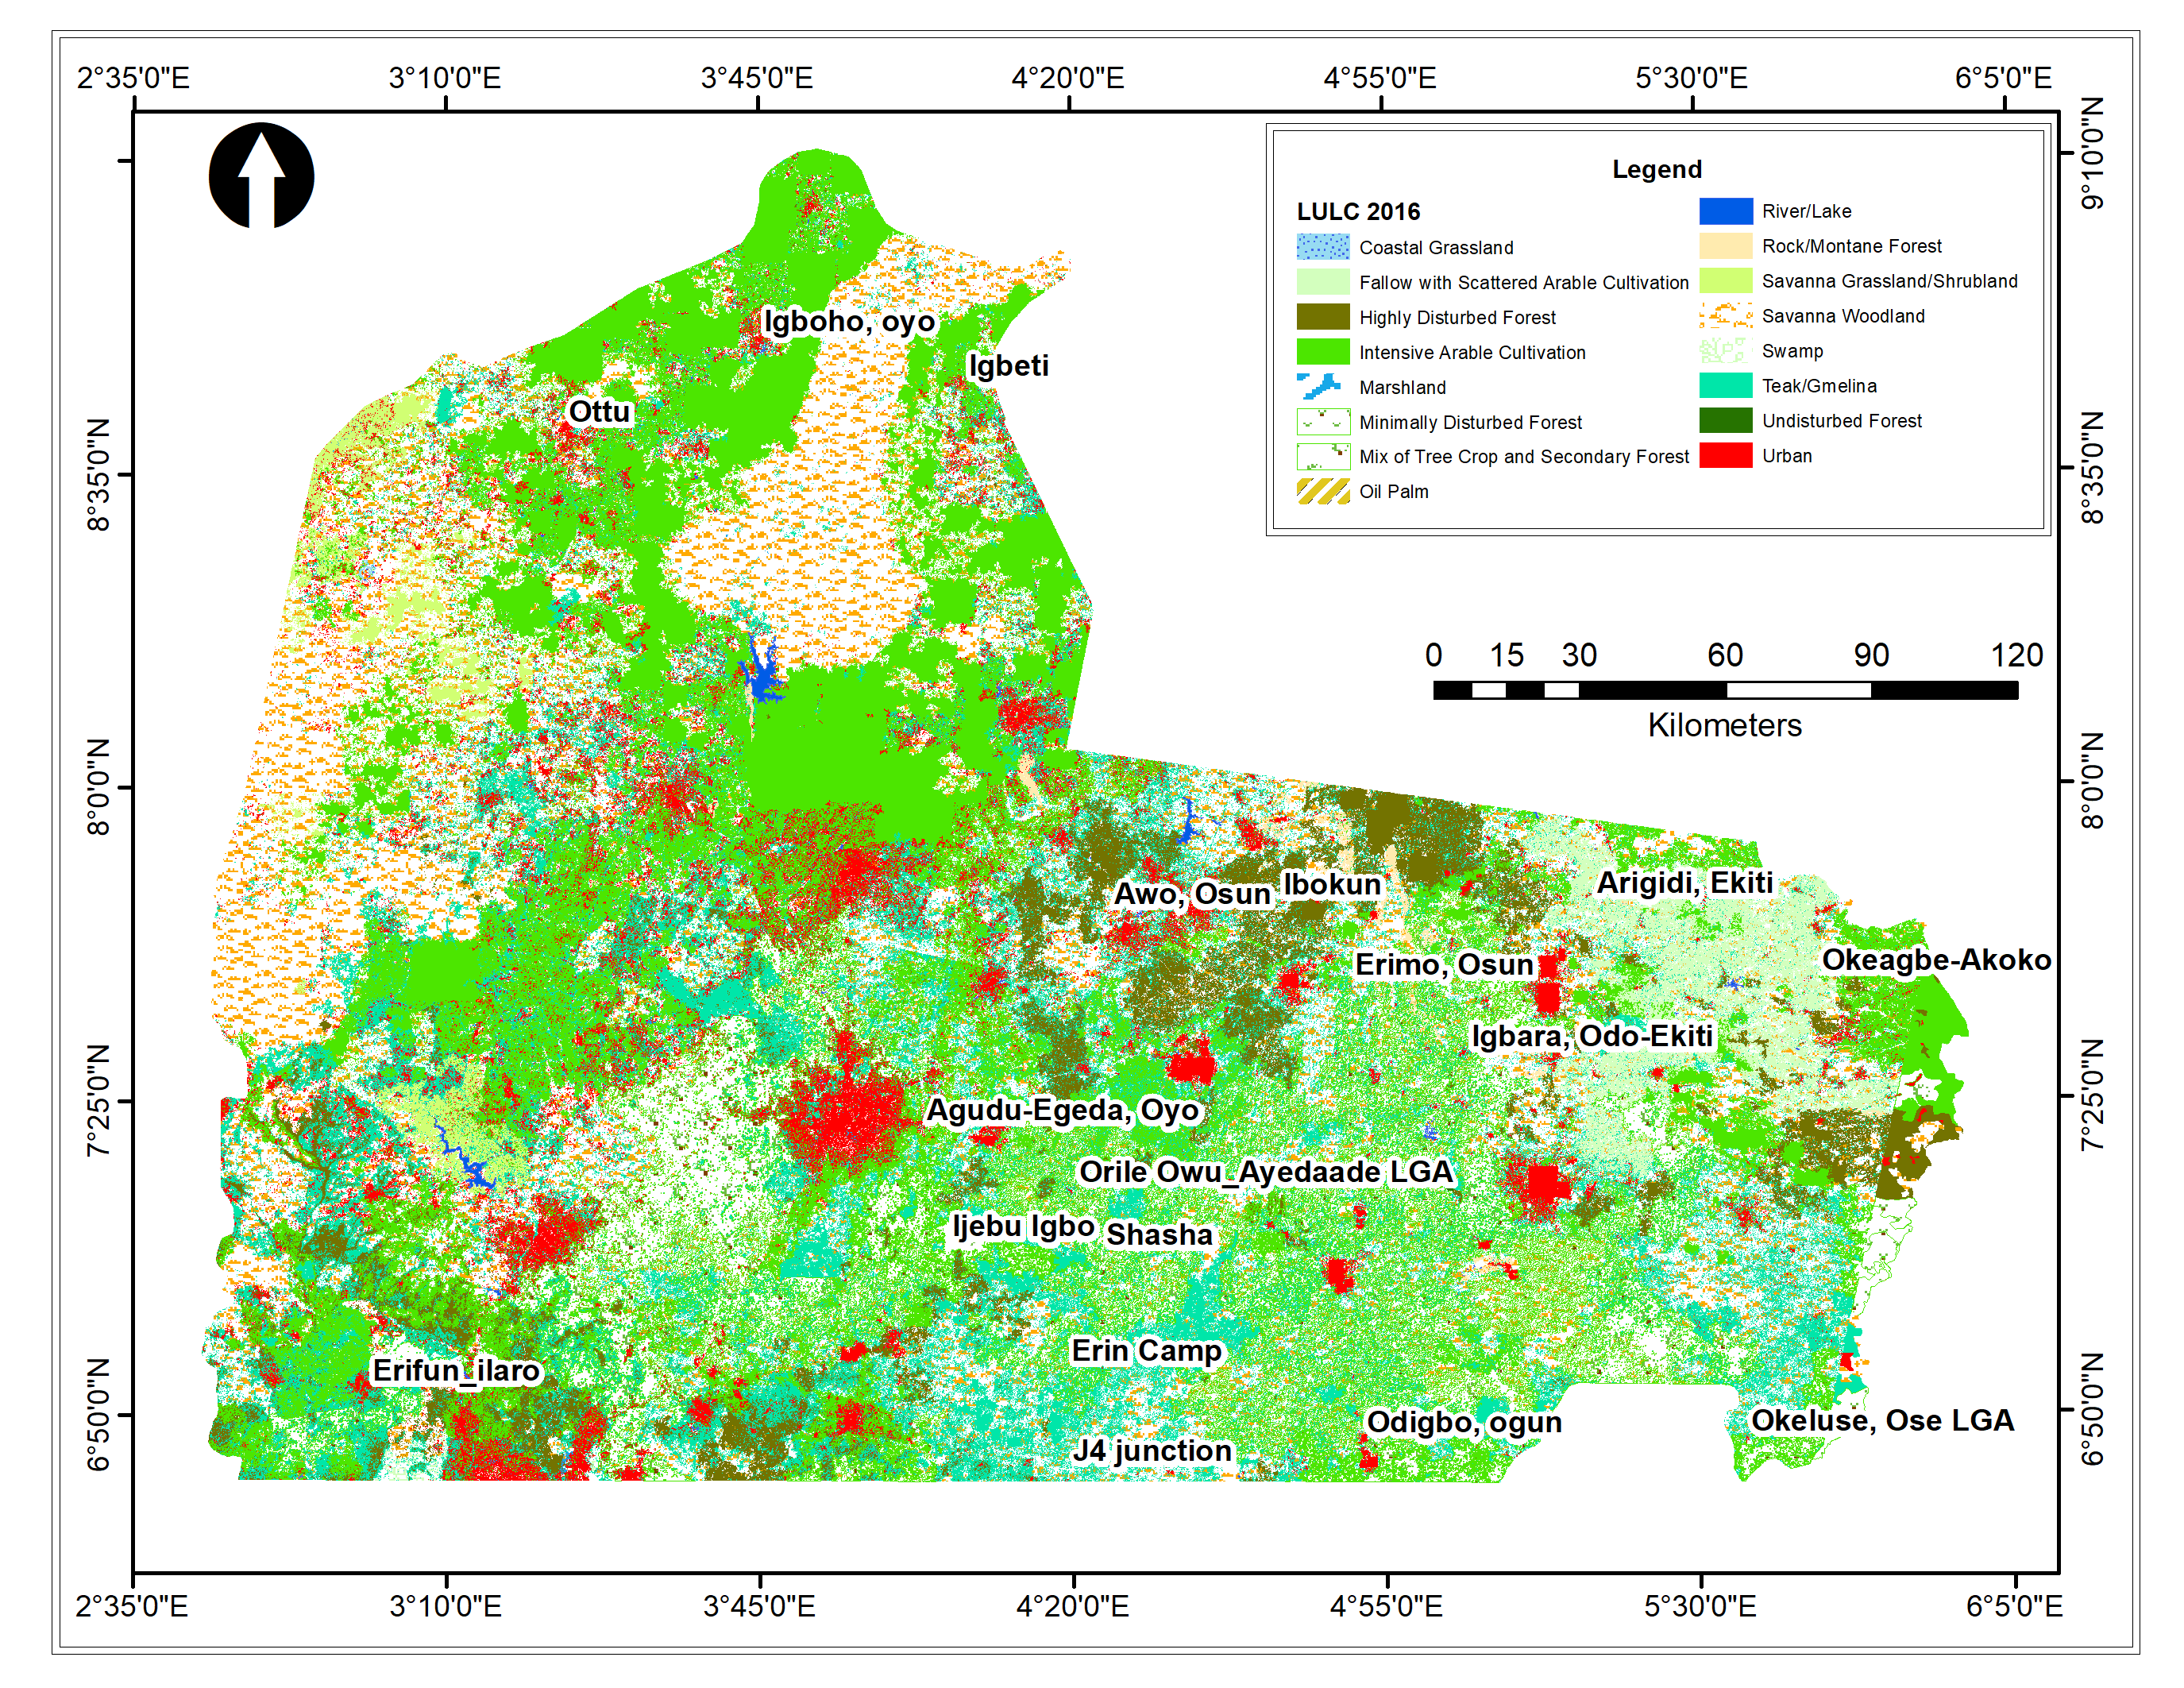 2°35'0"E 3°10'0"E 3°45'0"E 4°20'0"E 4°55'0"E 5°30'0"E 6°5'0"E
9°10'0"N
8°35'0"N
8°0'0"N
7°25'0"N
6°50'0"N
Legend
LULC 2016
Coastal Grassland
Fallow with Scattered Arable Cultivation
Highly Disturbed Forest
Intensive Arable Cultivation
Marshland
Minimally Disturbed Forest
Mix of Tree Crop and Secondary Forest
Oil Palm
River/Lake
Rock/Montane Forest
Savanna Grassland/Shrubland
Savanna Woodland
Swamp
Teak/Gmelina
Undisturbed Forest
Urban
0 15 30 60 90 120
Kilometers
Igboho, oyo
Igbeti
Ottu
Awo, Osun
Ibokun
Arigidi, Ekiti
Erimo, Osun
Okeagbe-Akoko
Igbara, Odo-Ekiti
Agudu-Egeda, Oyo
Orile Owu_Ayedaade LGA
Ijebu Igbo
Shasha
Erin Camp
Erifun_ilaro
Odigbo, ogun
Okeluse, Ose LGA
J4 junction
8°35'0"N
8°0'0"N
7°25'0"N
6°50'0"N
2°35'0"E 3°10'0"E 3°45'0"E 4°20'0"E 4°55'0"E 5°30'0"E 6°5'0"E